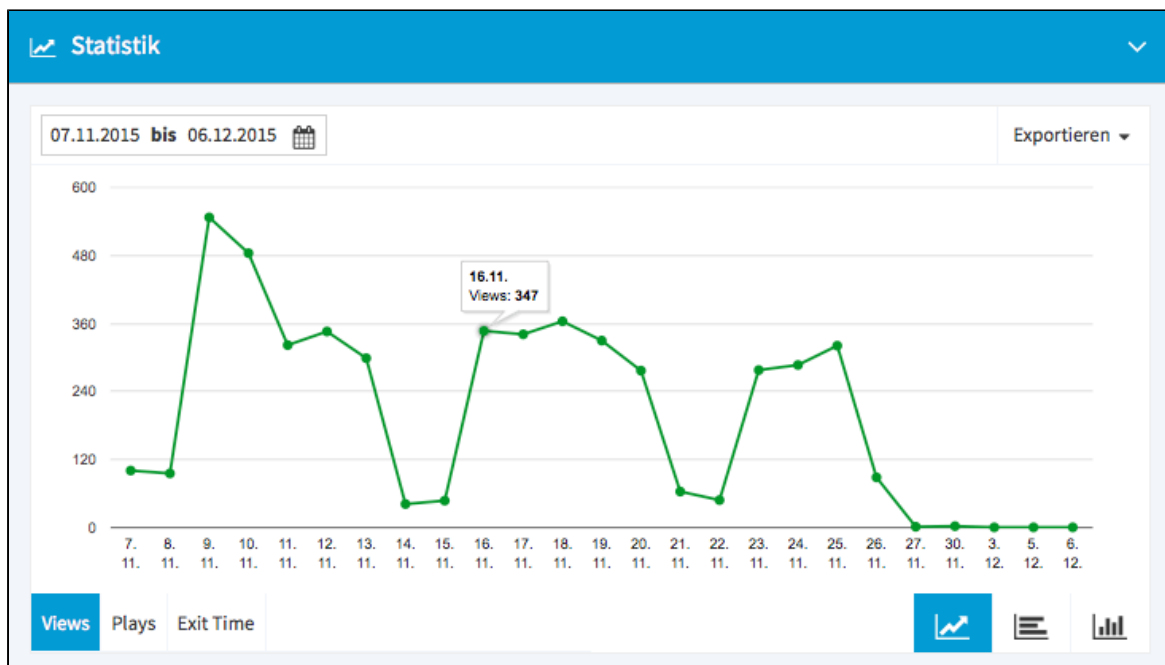 Statistik
07.11.2015 bis 06.12.2015
Exportieren
600
480
360
240
120
0
16.11.
Views: 347
7. 8. 9. 10. 11. 12. 13. 14. 15. 16. 17. 18. 19. 20. 21. 22. 23. 24. 25. 26. 27. 30. 3. 5. 6.
11. 11. 11. 11. 11. 11. 11. 11. 11. 11. 11. 11. 11. 11. 11. 11. 11. 11. 11. 11. 11. 11. 12. 12. 12.
Views Plays Exit Time